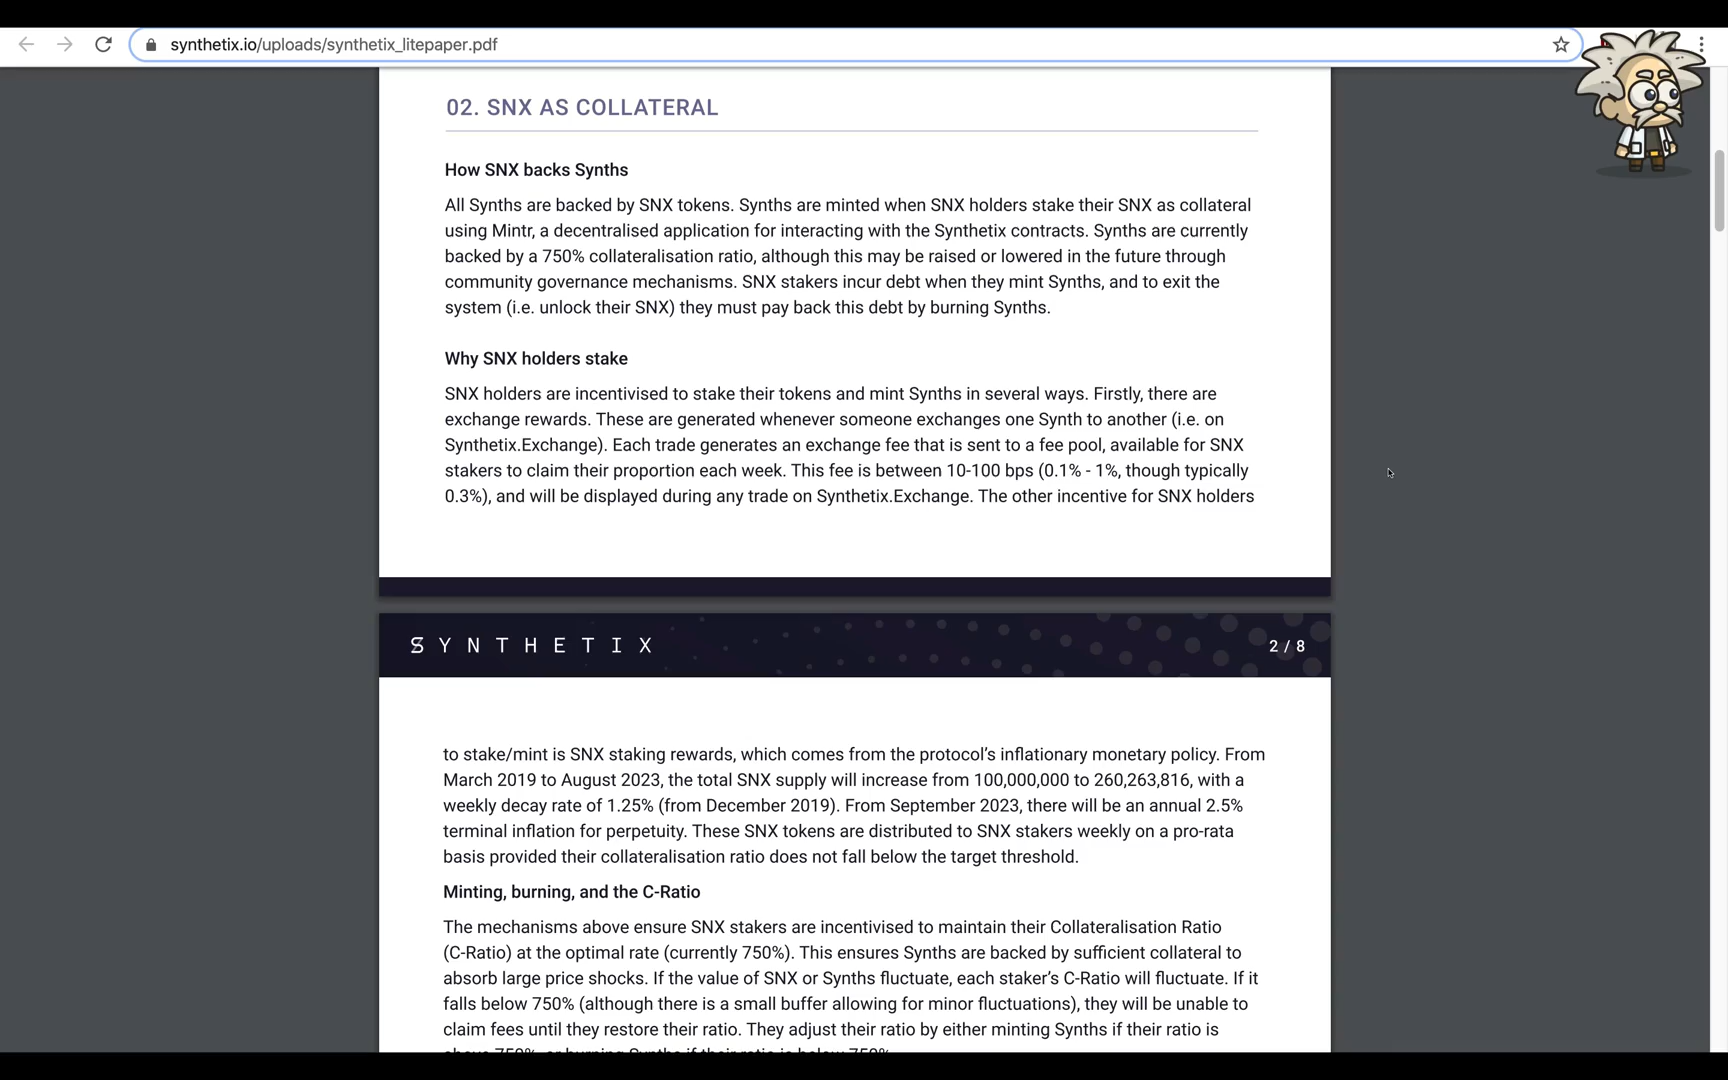 synthetix.io/uploads/synthetix_litepaper.pdf
02. SNX AS COLLATERAL
How SNX backs Synths
All Synths are backed by SNX tokens. Synths are minted when SNX holders stake their SNX as collateral
using Mintr, a decentralised application for interacting with the Synthetix contracts. Synths are currently
backed by a 750% collateralisation ratio, although this may be raised or lowered in the future through
community governance mechanisms. SNX stakers incur debt when they mint Synths, and to exit the
system (i.e. unlock their SNX) they must pay back this debt by burning Synths.
Why SNX holders stake
SNX holders are incentivised to stake their tokens and mint Synths in several ways. Firstly, there are
exchange rewards. These are generated whenever someone exchanges one Synth to another (i.e. on
Synthetix.Exchange). Each trade generates an exchange fee that is sent to a fee pool, available for SNX
stakers to claim their proportion each week. This fee is between 10-100 bps (0.1% - 1%, though typically
0.3%), and will be displayed during any trade on Synthetix.Exchange. The other incentive for SNX holders
SYNTHETIX
2 / 8
to stake/mint is SNX staking rewards, which comes from the protocol's inflationary monetary policy. From
March 2019 to August 2023, the total SNX supply will increase from 100,000,000 to 260,263,816, with a
weekly decay rate of 1.25% (from December 2019). From September 2023, there will be an annual 2.5%
terminal inflation for perpetuity. These SNX tokens are distributed to SNX stakers weekly on a pro-rata
basis provided their collateralisation ratio does not fall below the target threshold.
Minting, burning, and the C-Ratio
The mechanisms above ensure SNX stakers are incentivised to maintain their Collateralisation Ratio
(C-Ratio) at the optimal rate (currently 750%). This ensures Synths are backed by sufficient collateral to
absorb large price shocks. If the value of SNX or Synths fluctuate, each staker's C-Ratio will fluctuate. If it
falls below 750% (although there is a small buffer allowing for minor fluctuations), they will be unable to
claim fees until they restore their ratio. They adjust their ratio by either minting Synths if their ratio is
above 750%, or burning Synths if their ratio is below 750%.